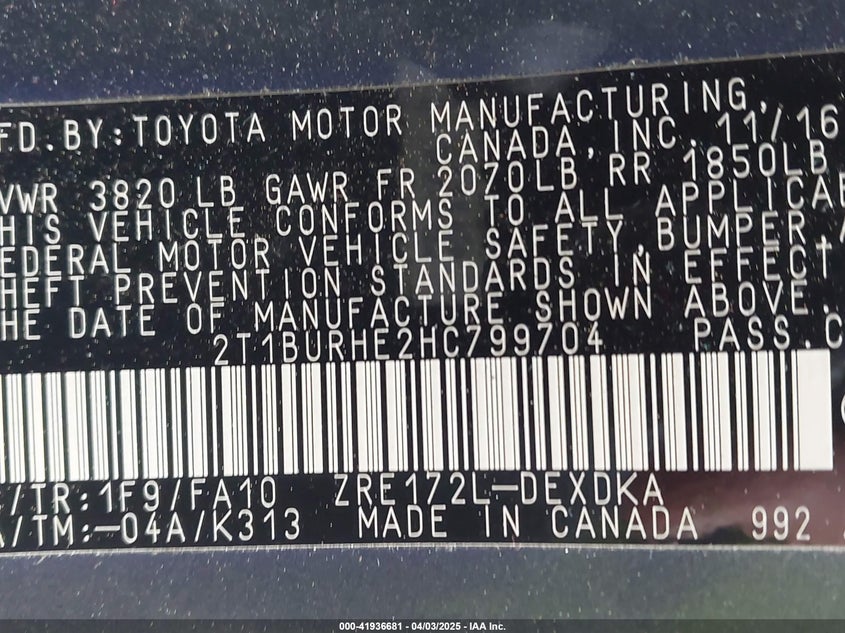 FD.BY:TOYOTA MOTOR MANUFACTURING,
CANADA,INC. 11/16
VWR 3820 LB GAWR FR 2070LB RR 1850LB
HIS VEHICLE CONFORMS TO ALL APPLICAB
EDERAL MOTOR VEHICLE SAFETY,BUMPER,A
HEFT PREVENTION STANDARDS IN EFFECT
HE DATE OF MANUFACTURE SHOWN ABOVE.
2T1BURHE2HC799704 PASS.C
/TR:1F9/FA10 ZRE172L-DEXDKA
A/TM:-04A/K313 MADE IN CANADA 992
000-41936681 - 04/03/2025 - IAA Inc.